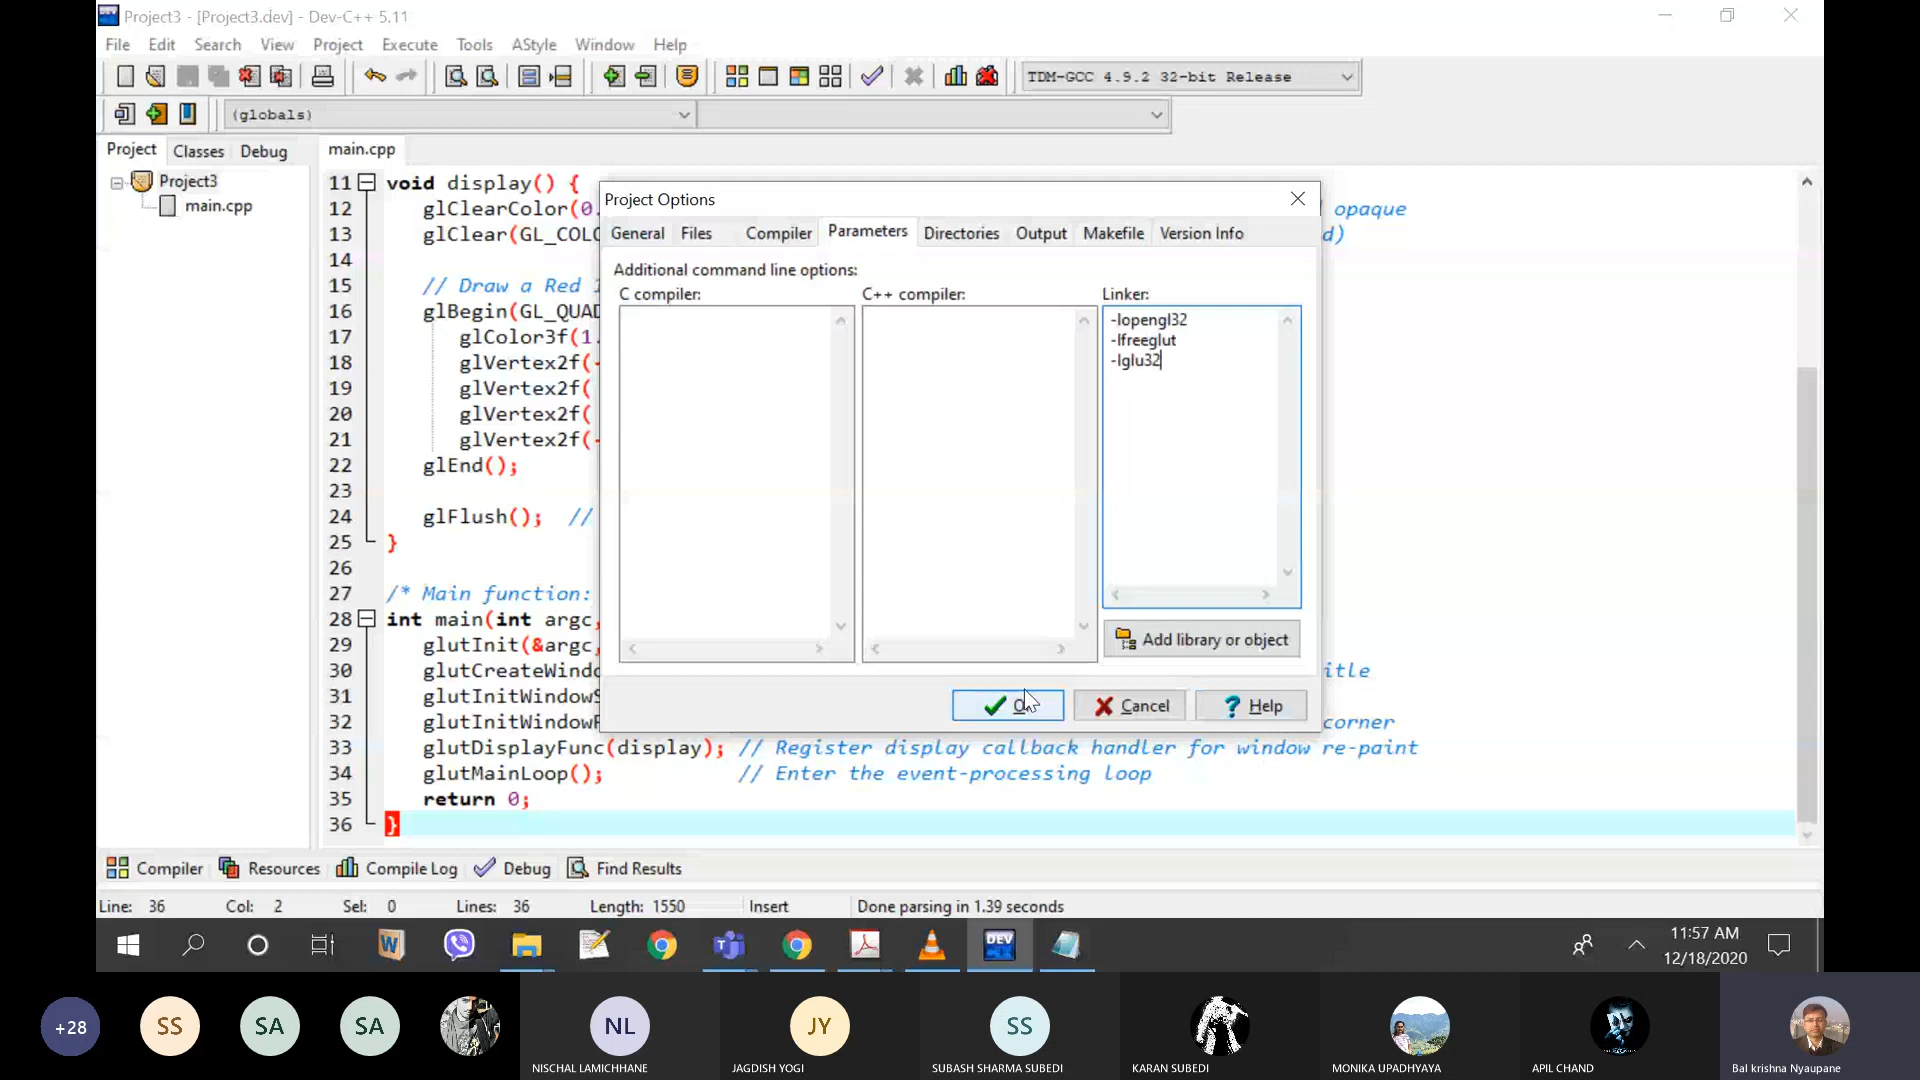 Project3 - [Project3.dev] - Dev-C++ 5.11
File Edit Search View Project Execute Tools AStyle Window Help
TDM-GCC 4.9.2 32-bit Release
(globals)
Project Classes Debug
main.cpp
Project3
main.cpp
11 void display() {
12 glClearColor(0. opaque
13 glClear(GL_COLO d)
14
15 // Draw a Red
16 glBegin(GL_QUAD
17 glColor3f(1.
18 glVertex2f(-
19 glVertex2f(
20 glVertex2f(
21 glVertex2f(-
22 glEnd();
23
24 glFlush(); //
25 }
26
27 /* Main function:
28 int main(int argc,
29 glutInit(&argc,
30 glutCreateWindo itle
31 glutInitWindowS
32 glutInitWindowP corner
33 glutDisplayFunc(display); // Register display callback handler for window re-paint
34 glutMainLoop(); // Enter the event-processing loop
35 return 0;
36 }
Project Options
General Files Compiler Parameters Directories Output Makefile Version Info
Additional command line options:
C compiler: C++ compiler: Linker:
-lopengl32
-lfreeglut
-lglu32
Add library or object
Cancel Help
Compiler Resources Compile Log Debug Find Results
Line: 36 Col: 2 Sel: 0 Lines: 36 Length: 1550 Insert Done parsing in 1.39 seconds
DEV
11:57 AM
12/18/2020
+28 SS SA SA NL JY SS
NISCHAL LAMICHHANE JAGDISH YOGI SUBASH SHARMA SUBEDI KARAN SUBEDI MONIKA UPADHYAYA APIL CHAND Bal krishna Nyaupane